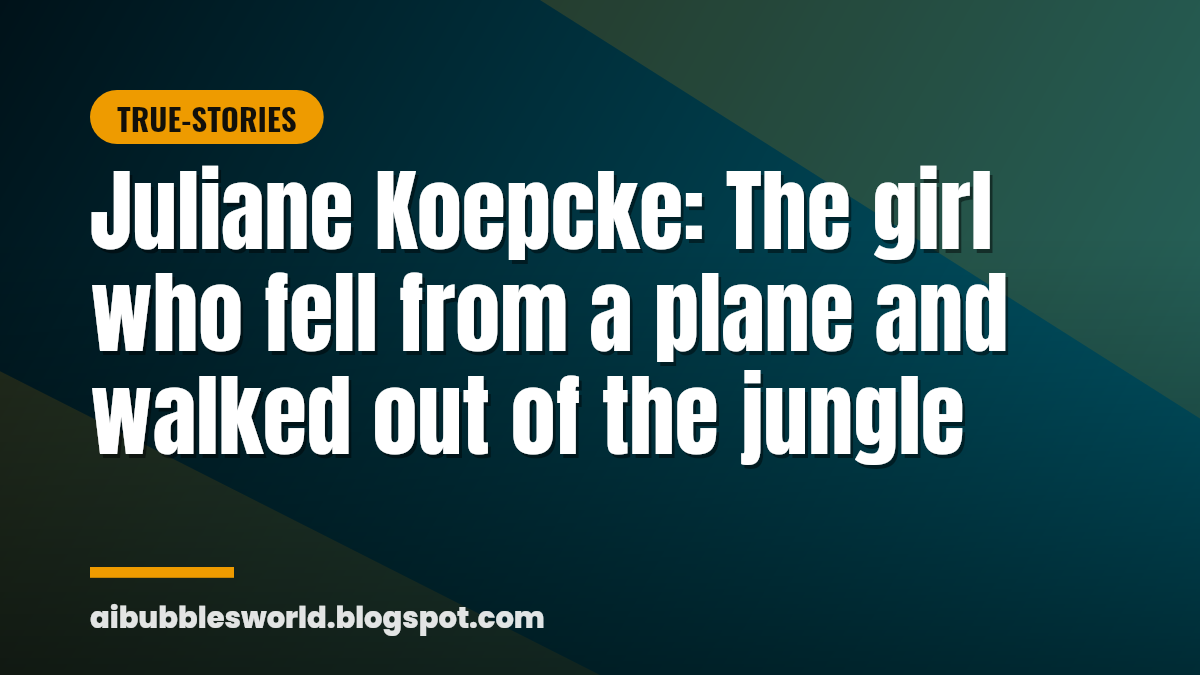 TRUE-STORIES
Juliane Koepcke: The girl
who fell from a plane and
walked out of the jungle
aibubblesworld.blogspot.com